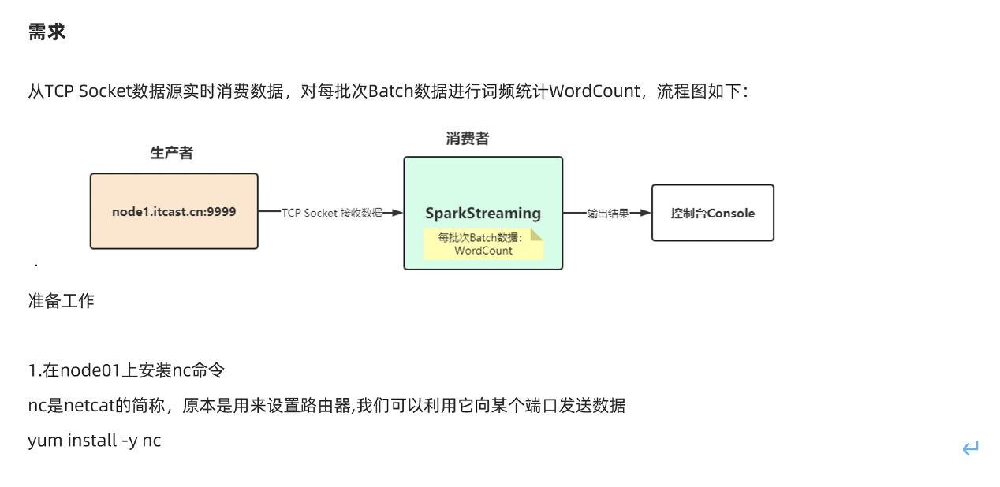 需求
从TCP Socket数据源实时消费数据，对每批次Batch数据进行词频统计WordCount，流程图如下：
生产者
消费者
node1.itcast.cn:9999
TCP Socket 接收数据
SparkStreaming
每批次Batch数据：
WordCount
输出结果
控制台Console
.
准备工作
1.在node01上安装nc命令
nc是netcat的简称，原本是用来设置路由器,我们可以利用它向某个端口发送数据
yum install -y nc